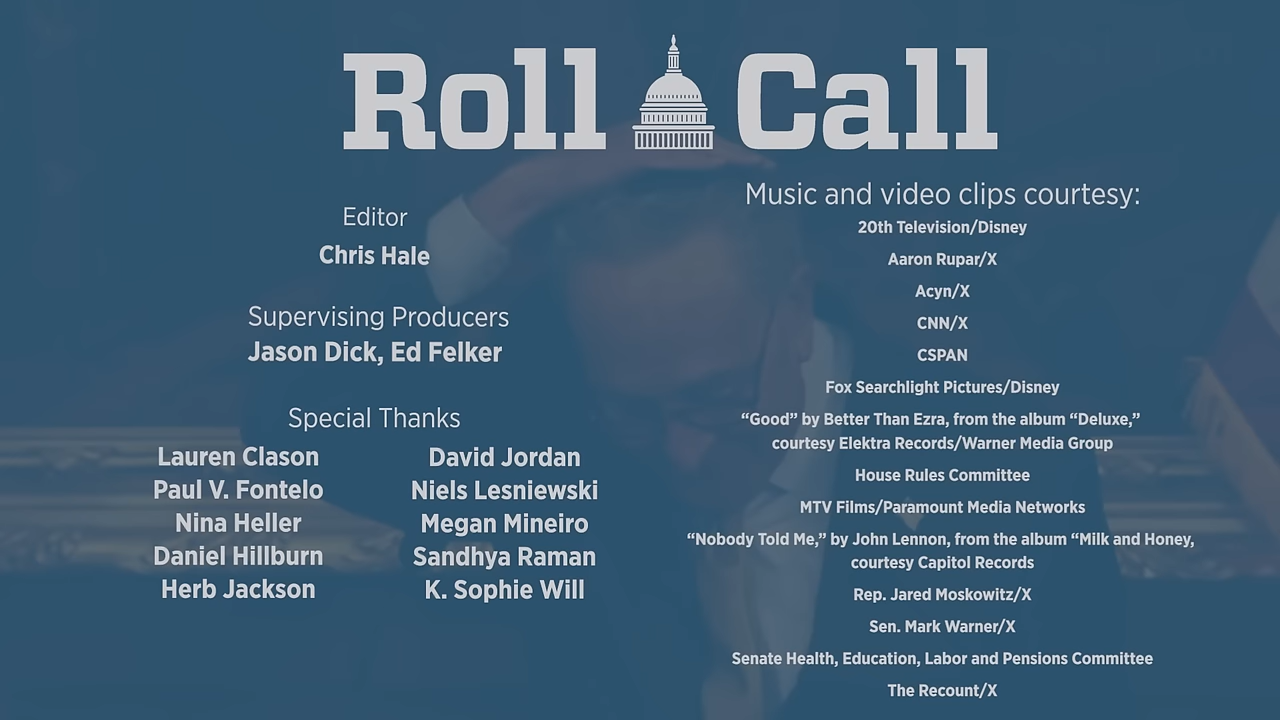 Roll Call
Editor
Chris Hale
Supervising Producers
Jason Dick, Ed Felker
Special Thanks
Lauren Clason
Paul V. Fontelo
Nina Heller
Daniel Hillburn
Herb Jackson
David Jordan
Niels Lesniewski
Megan Mineiro
Sandhya Raman
K. Sophie Will
Music and video clips courtesy:
20th Television/Disney
Aaron Rupar/X
Acyn/X
CNN/X
CSPAN
Fox Searchlight Pictures/Disney
“Good” by Better Than Ezra, from the album “Deluxe,”
courtesy Elektra Records/Warner Media Group
House Rules Committee
MTV Films/Paramount Media Networks
“Nobody Told Me,” by John Lennon, from the album “Milk and Honey,
courtesy Capitol Records
Rep. Jared Moskowitz/X
Sen. Mark Warner/X
Senate Health, Education, Labor and Pensions Committee
The Recount/X